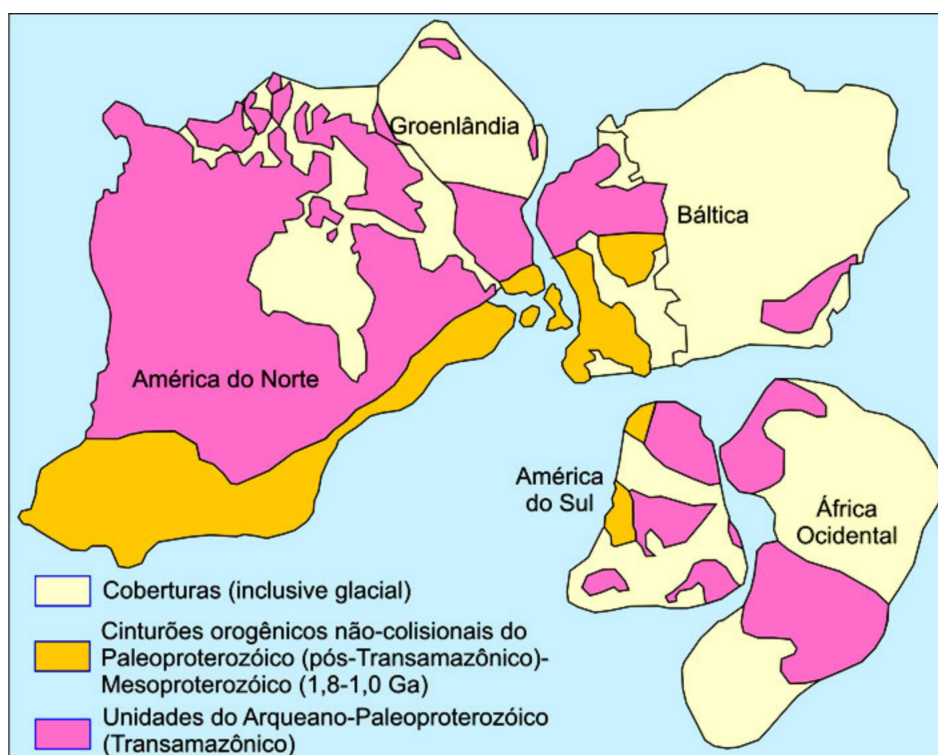 Groenlândia
Báltica
América do Norte
América
do Sul
África
Ocidental
Coberturas (inclusive glacial)
Cinturões orogênicos não-colisionais do
Paleoproterozóico (pós-Transamazônico)-
Mesoproterozóico (1,8-1,0 Ga)
Unidades do Arqueano-Paleoproterozóico
(Transamazônico)